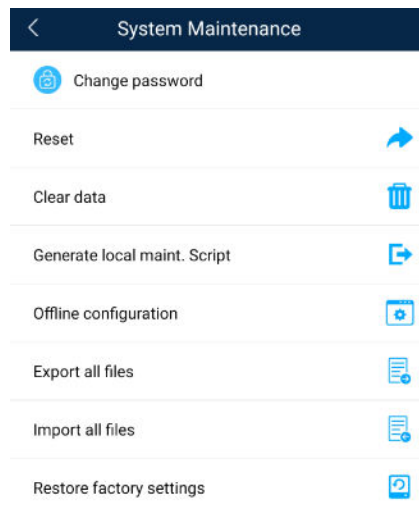 System Maintenance
Change password
Reset
Clear data
Generate local maint. Script
Offline configuration
Export all files
Import all files
Restore factory settings